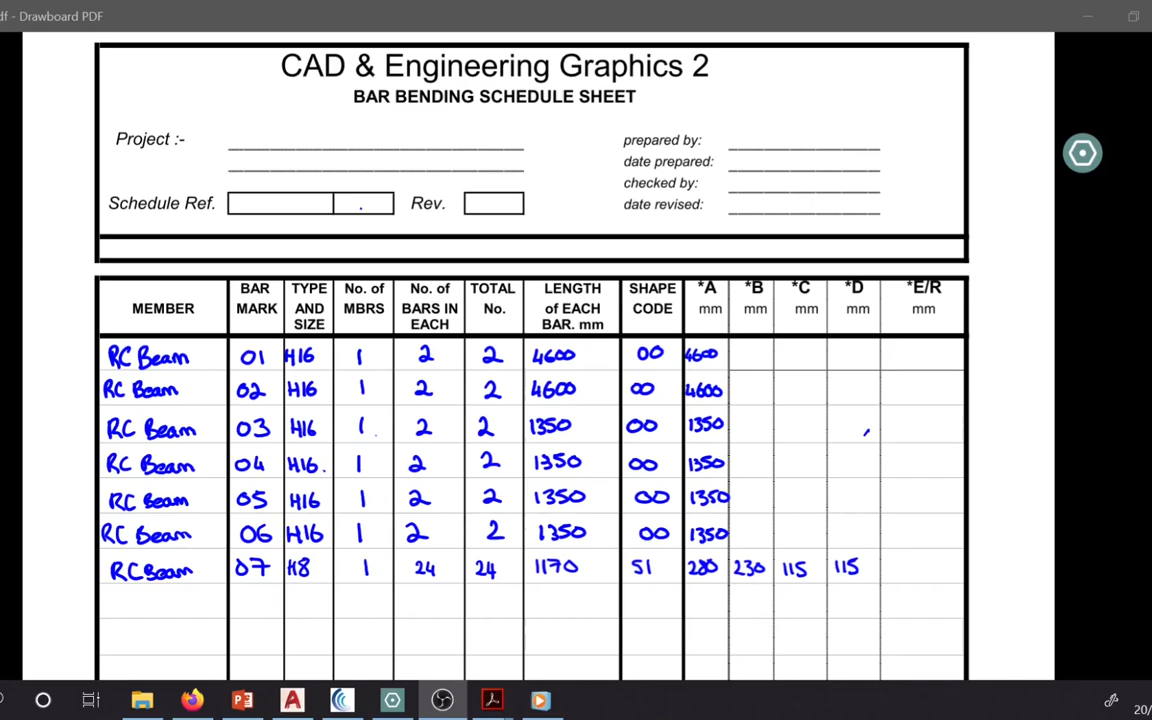 df - Drawboard PDF
CAD & Engineering Graphics 2
BAR BENDING SCHEDULE SHEET
Project :-
prepared by:
date prepared:
checked by:
Schedule Ref. Rev. date revised:
MEMBER BAR MARK TYPE AND SIZE No. of MBRS No. of BARS IN EACH TOTAL No. LENGTH of EACH BAR. mm SHAPE CODE *A mm *B mm *C mm *D mm *E/R mm
RC Beam 01 H16 1 2 2 4600 00 4600
RC Beam 02 H16 1 2 2 4600 00 4600
RC Beam 03 H16 1 2 2 1350 00 1350
RC Beam 04 H16. 1 2 2 1350 00 1350
RC Beam 05 H16 1 2 2 1350 00 1350
RC Beam 06 H16 1 2 2 1350 00 1350
RC Beam 07 H8 1 24 24 1170 51 280 230 115 115
20/